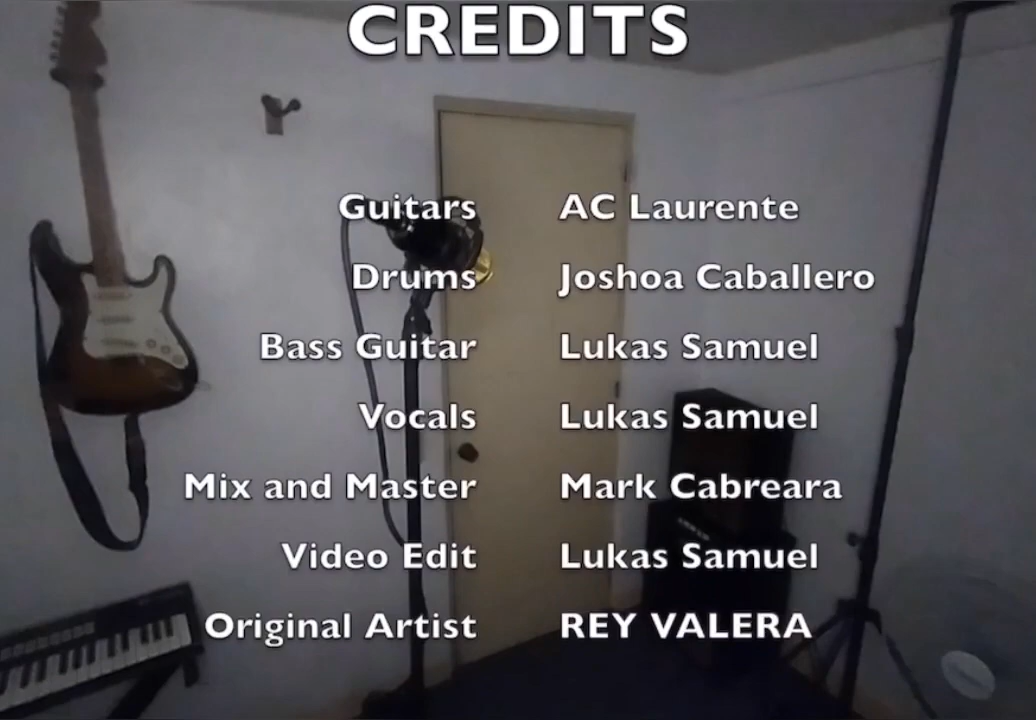 CREDITS
Guitars AC Laurente
Drums Joshoa Caballero
Bass Guitar Lukas Samuel
Vocals Lukas Samuel
Mix and Master Mark Cabreara
Video Edit Lukas Samuel
Original Artist REY VALERA